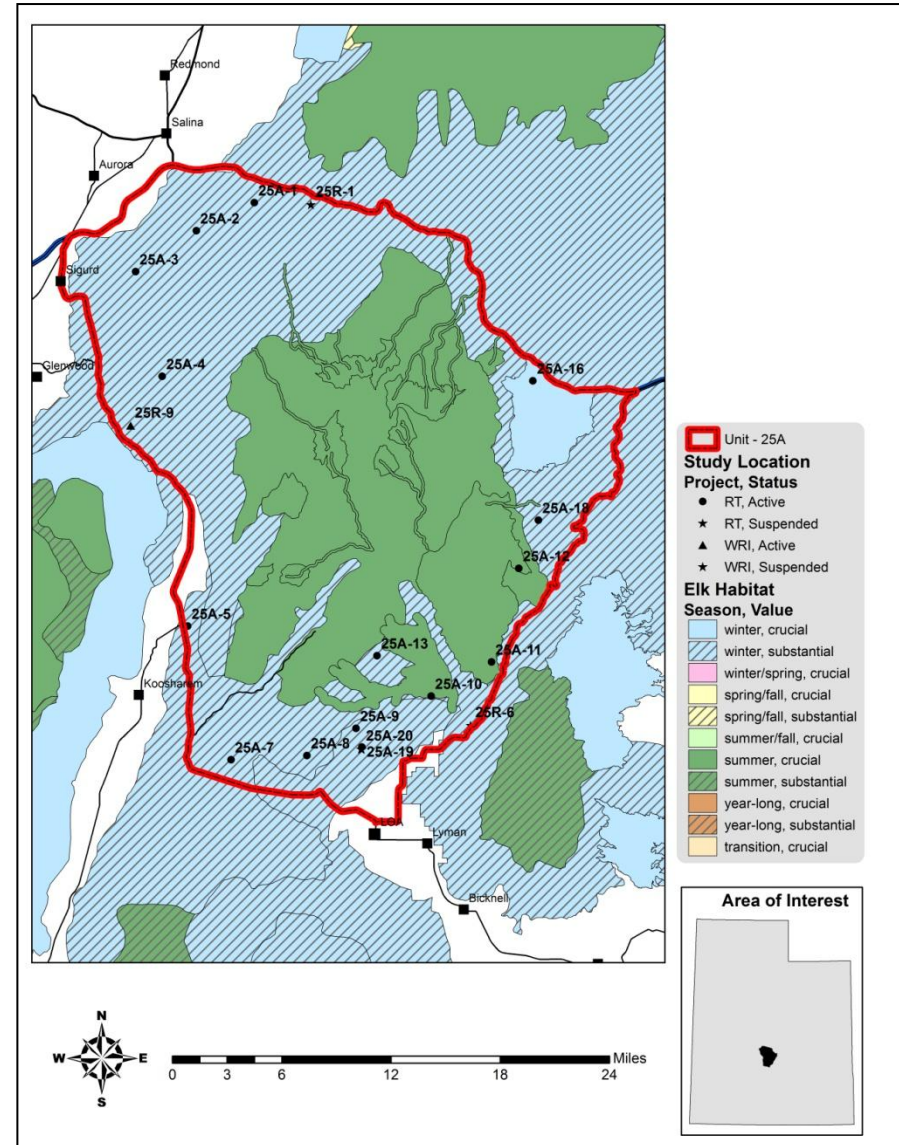 Redmond
Salina
Aurora
25A-1
25R-1
25A-2
25A-3
Sigurd
Glenwood
25A-4
25A-16
25R-9
25A-18
25A-12
25A-5
25A-13
25A-11
Koosharem
25A-10
25R-6
25A-9
25A-20
25A-19
25A-7
25A-8
LOA
Lyman
Bicknell
Unit - 25A
Study Location
Project, Status
RT, Active
RT, Suspended
WRI, Active
WRI, Suspended
Elk Habitat
Season, Value
winter, crucial
winter, substantial
winter/spring, crucial
spring/fall, crucial
spring/fall, substantial
summer/fall, crucial
summer, crucial
summer, substantial
year-long, crucial
year-long, substantial
transition, crucial
Area of Interest
N
W E
S
Miles
0 3 6 12 18 24